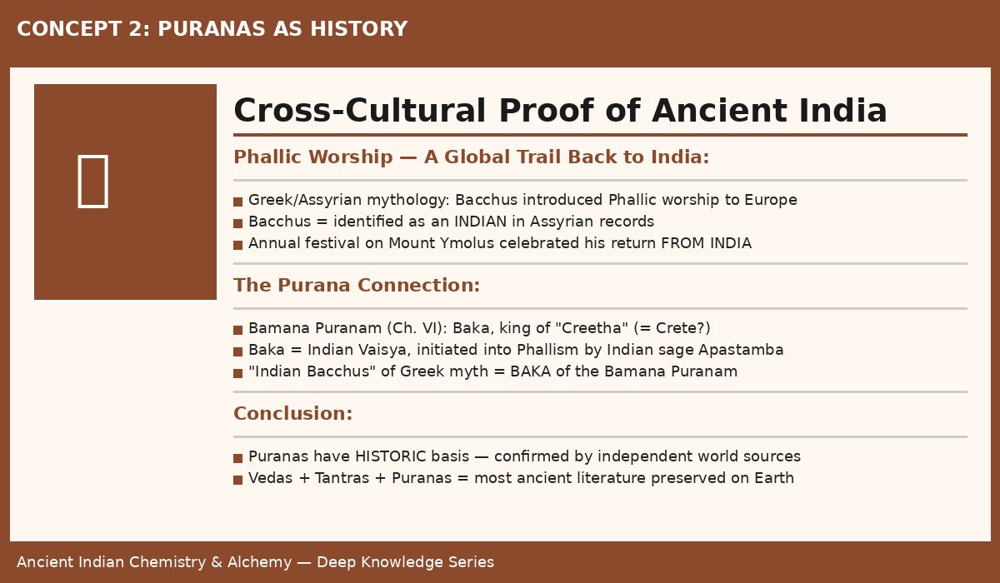 CONCEPT 2: PURANAS AS HISTORY
Cross-Cultural Proof of Ancient India
Phallic Worship — A Global Trail Back to India:
Greek/Assyrian mythology: Bacchus introduced Phallic worship to Europe
Bacchus = identified as an INDIAN in Assyrian records
Annual festival on Mount Ymolus celebrated his return FROM INDIA
The Purana Connection:
Bamana Puranam (Ch. VI): Baka, king of "Creetha" (= Crete?)
Baka = Indian Vaisya, initiated into Phallism by Indian sage Apastamba
"Indian Bacchus" of Greek myth = BAKA of the Bamana Puranam
Conclusion:
Puranas have HISTORIC basis — confirmed by independent world sources
Vedas + Tantras + Puranas = most ancient literature preserved on Earth
Ancient Indian Chemistry & Alchemy — Deep Knowledge Series